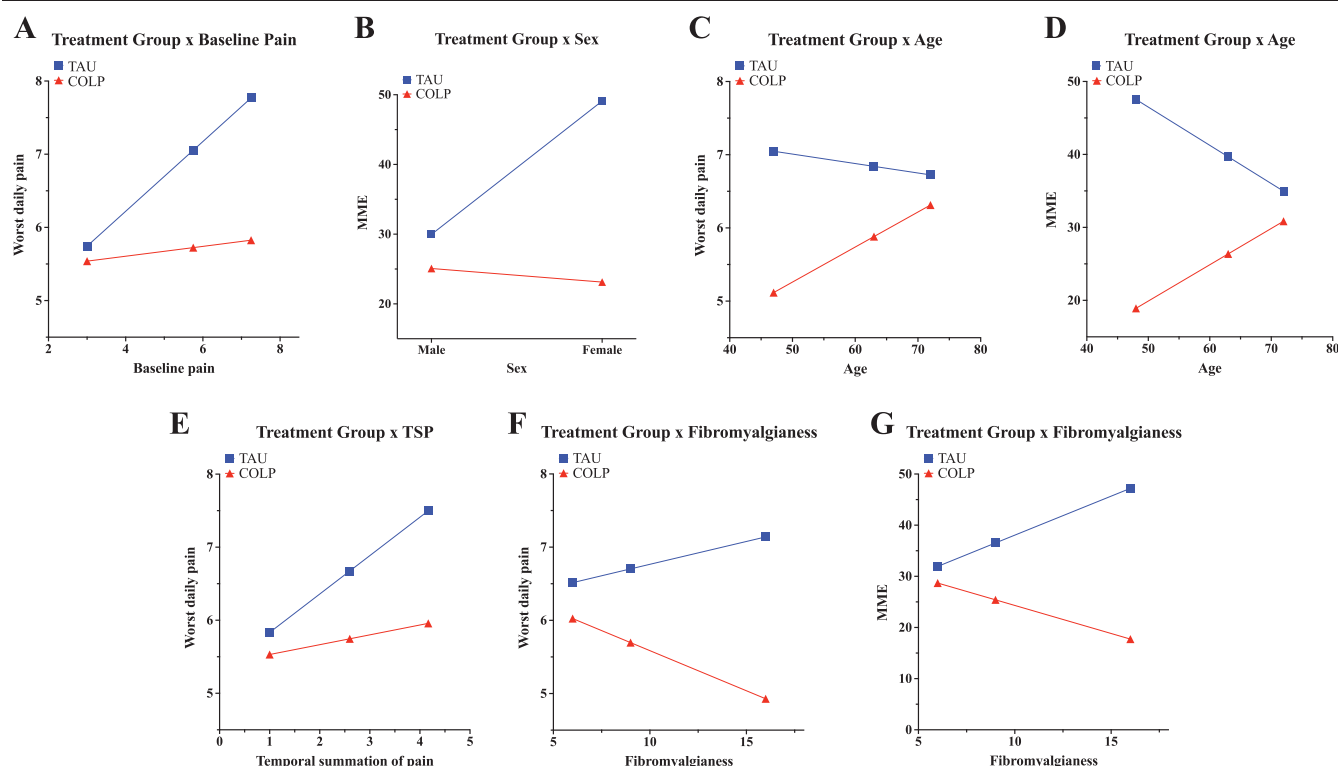 A
Treatment Group x Baseline Pain
TAU
COLP
8
7
6
5
2
4
6
8
Worst daily pain
Baseline pain
B
Treatment Group x Sex
TAU
COLP
50
40
30
20
Male
Female
MME
Sex
C
Treatment Group x Age
TAU
COLP
8
7
6
5
40
50
60
70
80
Worst daily pain
Age
D
Treatment Group x Age
TAU
COLP
50
40
30
20
40
50
60
70
80
MME
Age
E
Treatment Group x TSP
TAU
COLP
8
7
6
5
0
1
2
3
4
5
Worst daily pain
Temporal summation of pain
F
Treatment Group x Fibromyalgianess
TAU
COLP
8
7
6
5
5
10
15
Worst daily pain
Fibromyalgianess
G
Treatment Group x Fibromyalgianess
TAU
COLP
50
40
30
20
10
0
5
10
15
MME
Fibromyalgianess